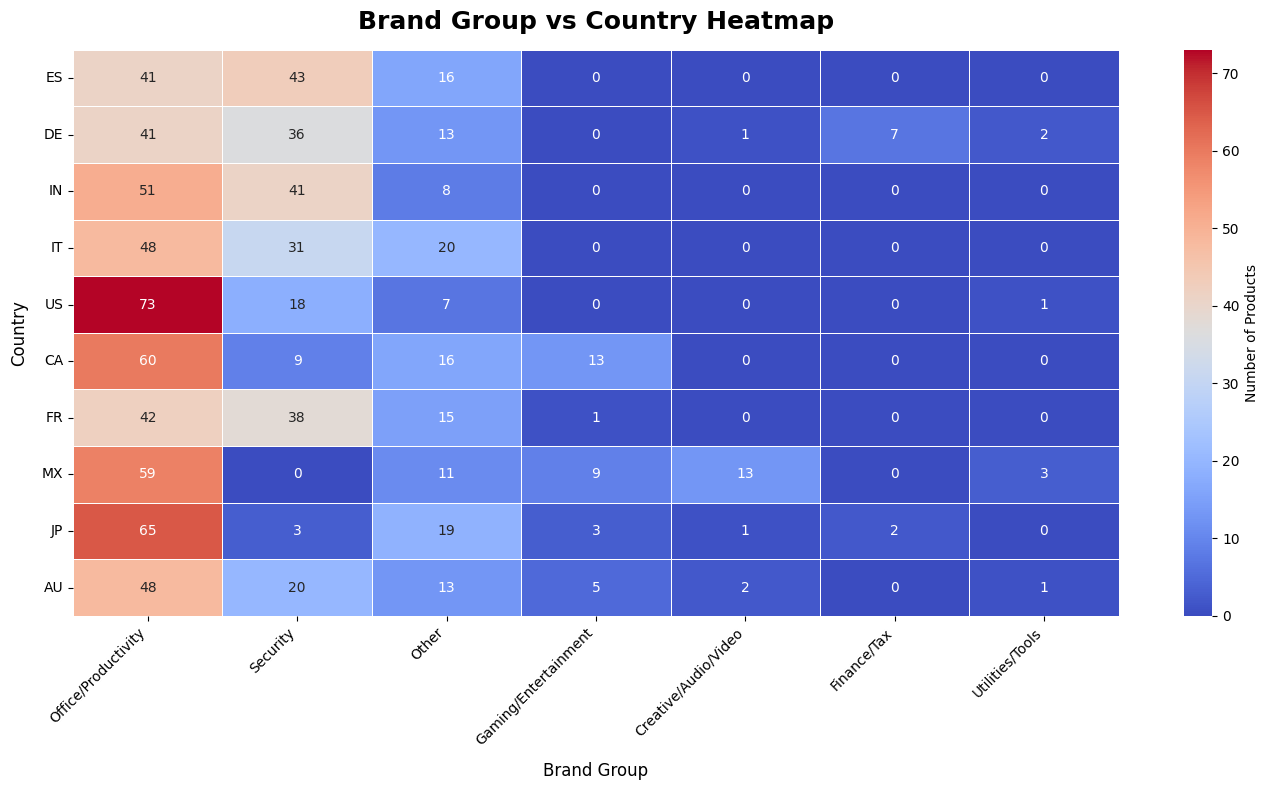 Brand Group vs Country Heatmap
ES 41 43 16 0 0 0 0
DE 41 36 13 0 1 7 2
IN 51 41 8 0 0 0 0
IT 48 31 20 0 0 0 0
US 73 18 7 0 0 0 1
CA 60 9 16 13 0 0 0
FR 42 38 15 1 0 0 0
MX 59 0 11 9 13 0 3
JP 65 3 19 3 1 2 0
AU 48 20 13 5 2 0 1
Country
Office/Productivity
Security
Other
Gaming/Entertainment
Creative/Audio/Video
Finance/Tax
Utilities/Tools
Brand Group
70
60
50
40
30
20
10
0
Number of Products